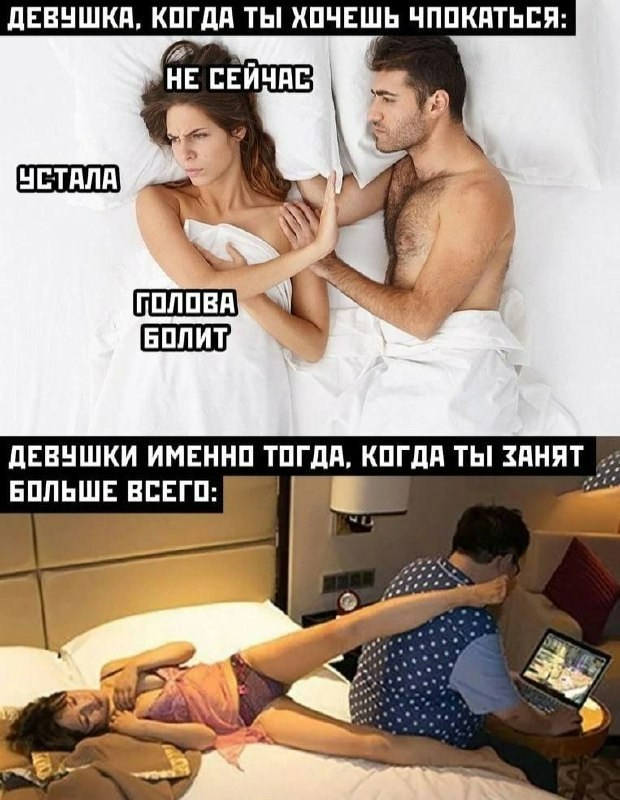 ДЕВУШКА, КОГДА ТЫ ХОЧЕШЬ ЧПОКАТЬСЯ:
НЕ СЕЙЧАС
УСТАЛА
ГОЛОВА
БОЛИТ
ДЕВУШКИ ИМЕННО ТОГДА, КОГДА ТЫ ЗАНЯТ
БОЛЬШЕ ВСЕГО: